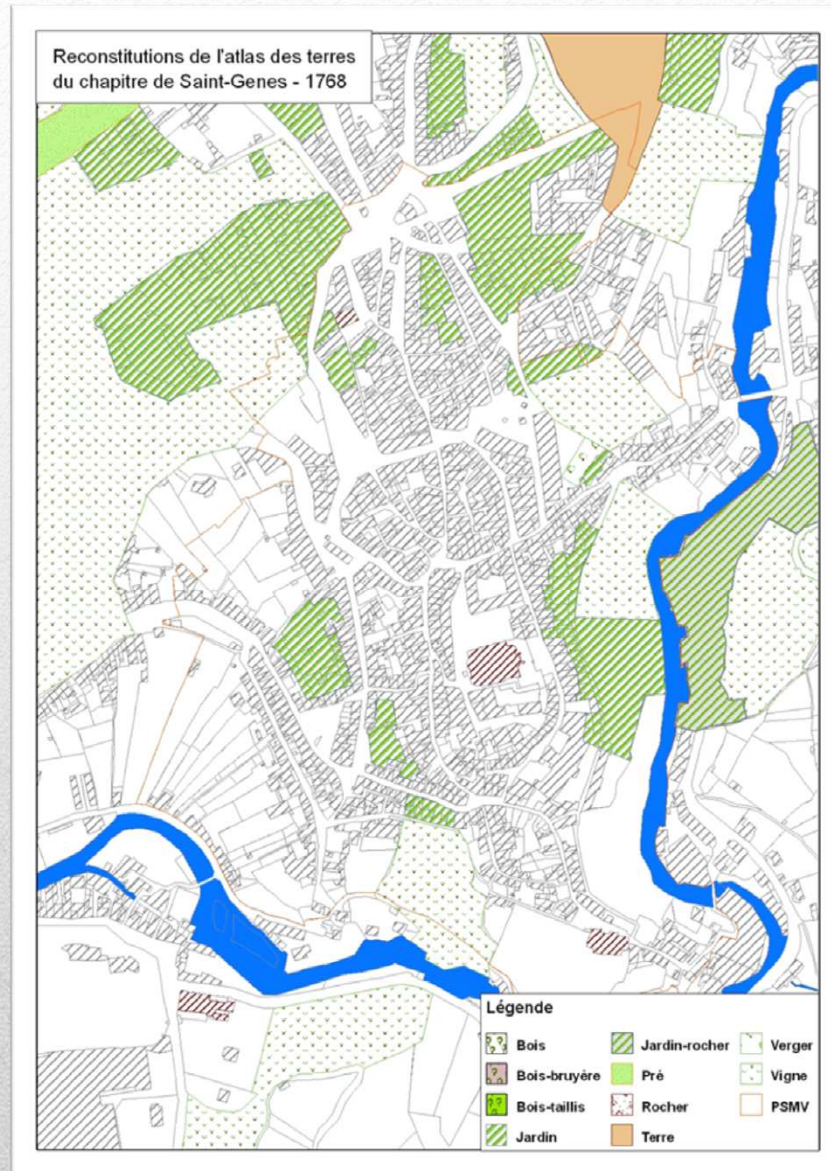 Reconstitutions de l'atlas des terres
du chapitre de Saint-Genes - 1768
Légende
Bois
Bois-bruyère
Bois-taillis
Jardin
Jardin-rocher
Pré
Rocher
Terre
Verger
Vigne
PSMV